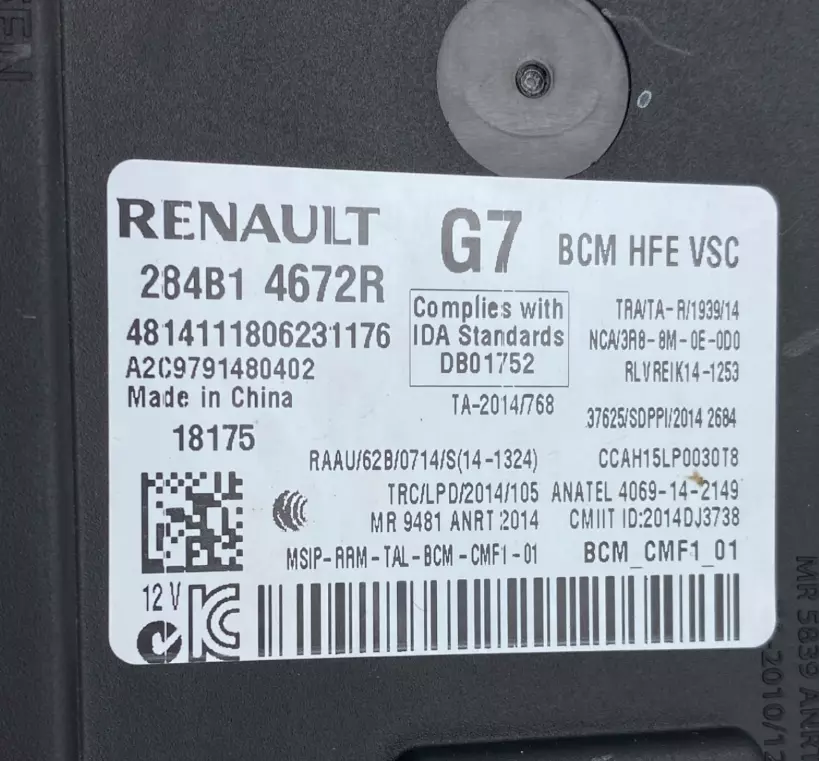 RENAULT
G7 BCM HFE VSC
284B1 4672R
4814111806231176
A2C9791480402
Made in China
18175
Complies with
IDA Standards
DB01752
TRA/TA-R/1939/14
NCA/3R8-8M-0E-0D0
RLVREIK14-1253
TA-2014/768
37625/SDPPI/2014 2684
RAAU/62B/0714/S(14-1324)
CCAH15LP0030T8
TRC/LPD/2014/105 ANATEL 4069-14-2149
MR 9481 ANRT 2014 CMIIT ID:2014DJ3738
MSIP-RRM-TAL-BCM-CMF1-01 BCM_CMF1_01
12 V
MR 5839 ANRT
2010/12